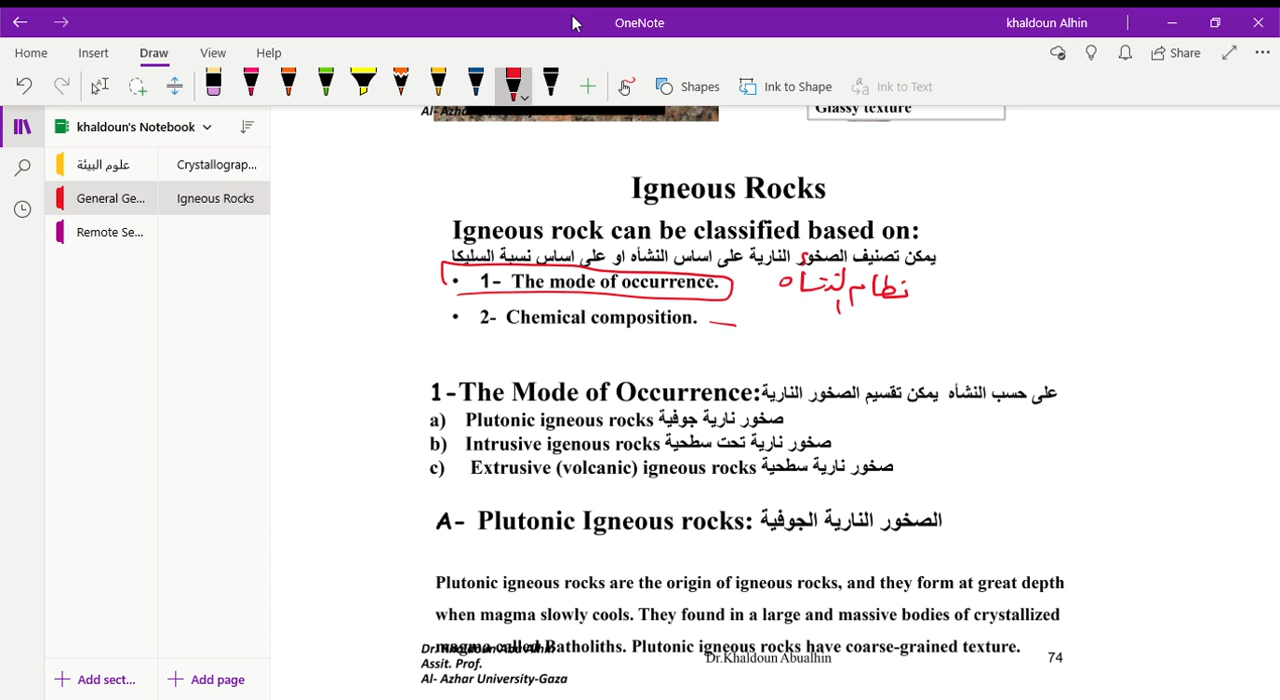 OneNote
khaldoun Alhin
Home Insert Draw View Help
Share
Shapes Ink to Shape Ink to Text
khaldoun's Notebook
علوم البيئة
Crystallograp...
General Ge...
Igneous Rocks
Remote Se...
Add sect...
Add page
Glassy texture
Igneous Rocks
Igneous rock can be classified based on:
يمكن تصنيف الصخور النارية على اساس النشأه او على اساس نسبة السليكا
• 1- The mode of occurrence.
نظام
• 2- Chemical composition.
1-The Mode of Occurrence: على حسب النشأه يمكن تقسيم الصخور النارية
a) Plutonic igneous rocks صخور نارية جوفية
b) Intrusive igenous rocks صخور نارية تحت سطحية
c) Extrusive (volcanic) igneous rocks صخور نارية سطحية
A- Plutonic Igneous rocks: الصخور النارية الجوفية
Plutonic igneous rocks are the origin of igneous rocks, and they form at great depth
when magma slowly cools. They found in a large and massive bodies of crystallized
magma called Batholiths. Plutonic igneous rocks have coarse-grained texture.
Dr. Khaldoun Abu Alhin
Assit. Prof.
Al- Azhar University-Gaza
Dr.Khaldoun Abualhin
74